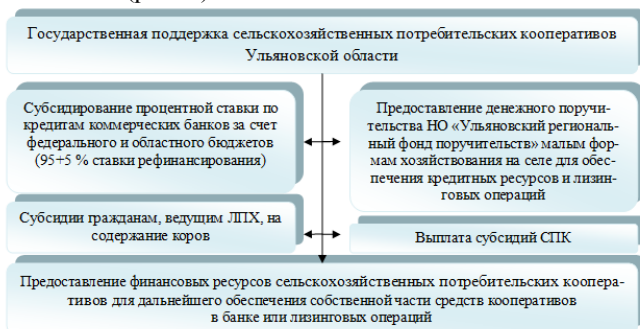 Государственная поддержка сельскохозяйственных потребительских кооперативов
Ульяновской области
Субсидирование процентной ставки по
кредитам коммерческих банков за счет
федерального и областного бюджетов
(95+5 % ставки рефинансирования)
Предоставление денежного поручи-
тельства НО «Ульяновский региональ-
ный фонд поручительств» малым фор-
мам хозяйствования на селе для обес-
печения кредитных ресурсов и лизин-
говых операций
Субсидии гражданам, ведущим ЛПХ, на
содержание коров
Выплата субсидий СПК
Предоставление финансовых ресурсов сельскохозяйственных потребительских коопера-
тивов для дальнейшего обеспечения собственной части средств кооперативов
в банке или лизинговых операций